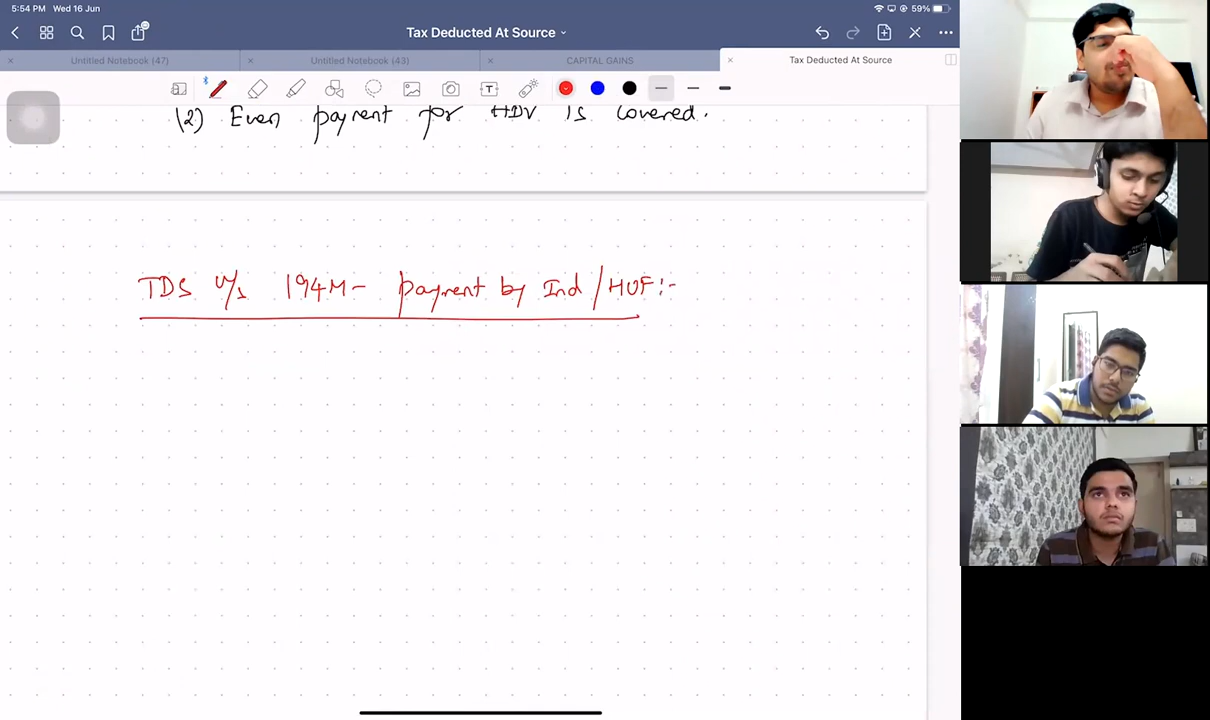 5:54 PM Wed 16 Jun
59%
Tax Deducted At Source
Untitled Notebook (47)
Untitled Notebook (43)
CAPITAL GAINS
Tax Deducted At Source
(2) Even payment for HDV is covered.
TDS U/s 194M- payment by Ind/HUF:-